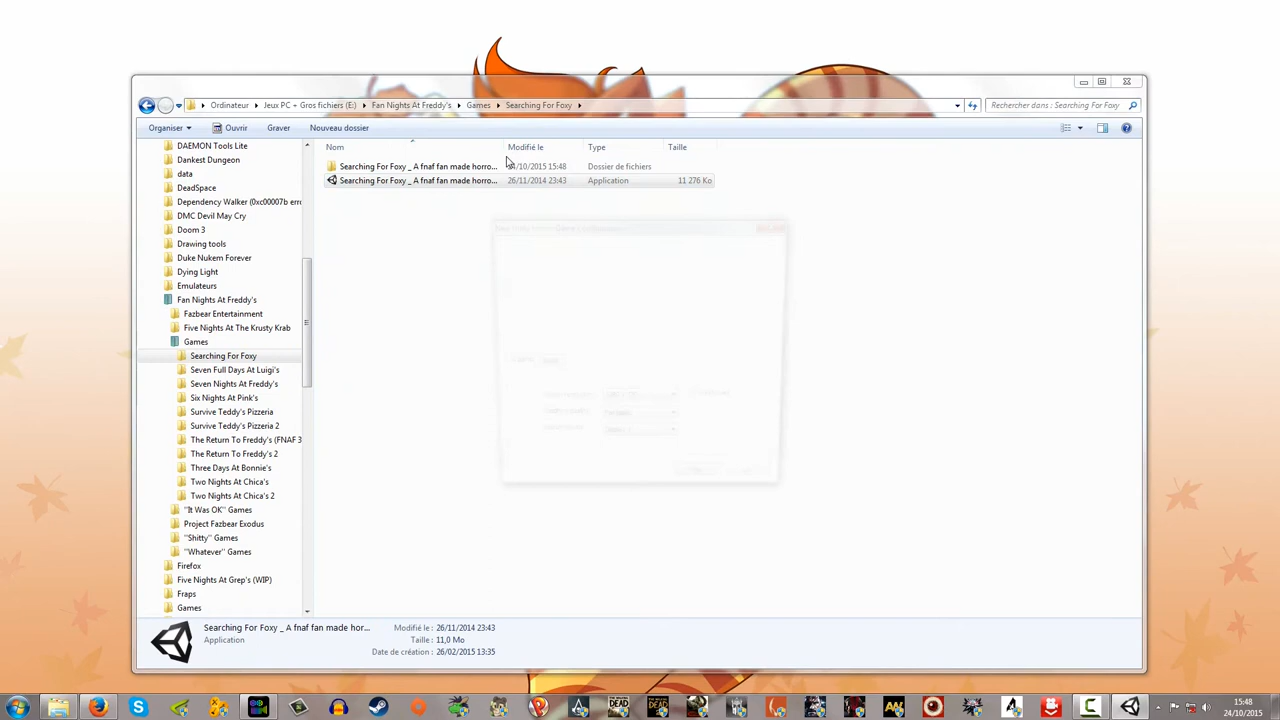 Ordinateur Jeux PC + Gros fichiers (E:) Fan Nights At Freddy's Games Searching For Foxy
Rechercher dans : Searching For Foxy
Organiser Ouvrir Graver Nouveau dossier
Nom Modifié le Type Taille
Searching For Foxy _ A fnaf fan made horro... /10/2015 15:48 Dossier de fichiers
Searching For Foxy _ A fnaf fan made horro... 26/11/2014 23:43 Application 11 276 Ko
DAEMON Tools Lite
Dankest Dungeon
data
DeadSpace
Dependency Walker (0xc00007b erro
DMC Devil May Cry
Doom 3
Drawing tools
Duke Nukem Forever
Dying Light
Emulateurs
Fan Nights At Freddy's
Fazbear Entertainment
Five Nights At The Krusty Krab
Games
Searching For Foxy
Seven Full Days At Luigi's
Seven Nights At Freddy's
Six Nights At Pink's
Survive Teddy's Pizzeria
Survive Teddy's Pizzeria 2
The Return To Freddy's (FNAF 3
The Return To Freddy's 2
Three Days At Bonnie's
Two Nights At Chica's
Two Nights At Chica's 2
"It Was OK" Games
Project Fazbear Exodus
"Shitty" Games
"Whatever" Games
Firefox
Five Nights At Grep's (WIP)
Fraps
Games
Searching For Foxy _ A fnaf fan made hor... Modifié le : 26/11/2014 23:43
Application Taille : 11,0 Mo
Date de création : 26/02/2015 13:35
15:48
24/10/2015